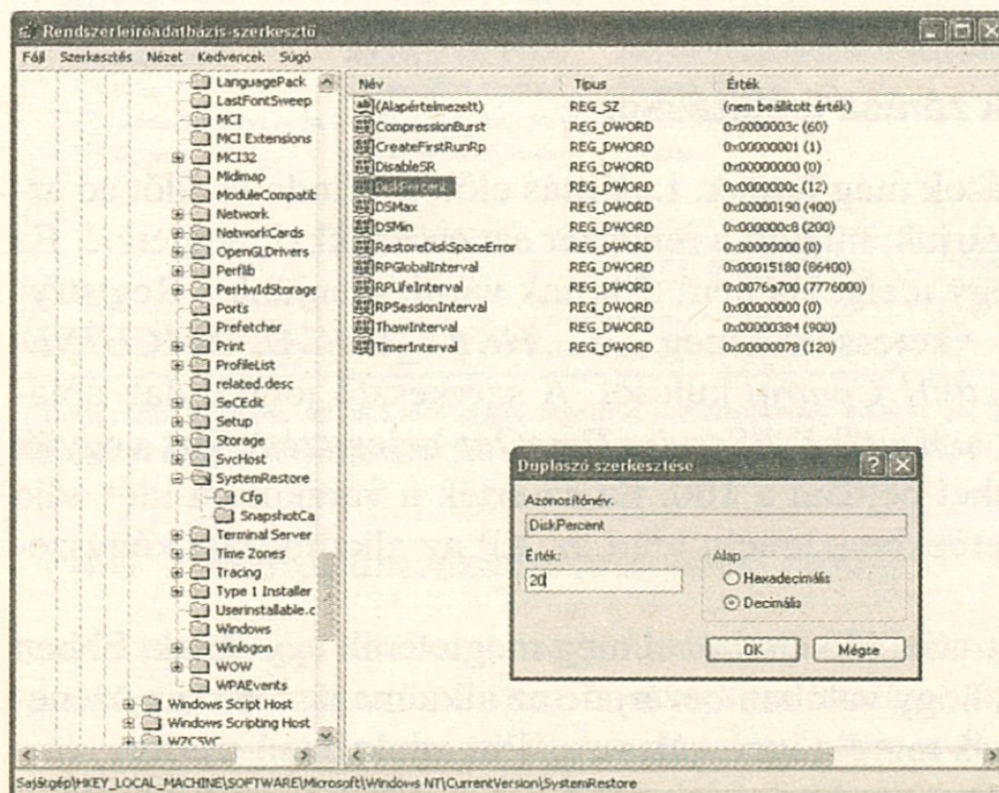 Rendszerleíróadatbázis-szerkesztő
Fájl Szerkesztés Nézet Kedvencek Súgó
LanguagePack
LastFontSweep
MCI
MCI Extensions
MCI32
Midimap
ModuleCompati
Network
NetworkCards
OpenGLDrivers
Perflib
PerHwIdStorage
Ports
Prefetcher
Print
ProfileList
related.desc
SeCEdit
Setup
Storage
SvcHost
SystemRestore
Cfg
SnapshotCa
Terminal Server
Time Zones
Tracing
Type 1 Installer
Userinstallable.c
Windows
Winlogon
WOW
WPAEvents
Windows Script Host
Windows Scripting Host
WZCSVC
Név Típus Érték
(Alapértelmezett) REG_SZ (nem beállított érték)
CompressionBurst REG_DWORD 0x0000003c (60)
CreateFirstRunRp REG_DWORD 0x00000001 (1)
DisableSR REG_DWORD 0x00000000 (0)
DiskPercent REG_DWORD 0x0000000c (12)
DSMax REG_DWORD 0x00000190 (400)
DSMin REG_DWORD 0x000000c8 (200)
RestoreDiskSpaceError REG_DWORD 0x00000000 (0)
RPGlobalInterval REG_DWORD 0x00015180 (86400)
RPLifeInterval REG_DWORD 0x0076a700 (7776000)
RPSessionInterval REG_DWORD 0x00000000 (0)
ThawInterval REG_DWORD 0x00000384 (900)
TimerInterval REG_DWORD 0x00000078 (120)
Duplaszó szerkesztése
Azonosítónév:
DiskPercent
Érték:
20
Alap
Hexadecimális
Decimális
OK Mégse
Sajátgép\HKEY_LOCAL_MACHINE\SOFTWARE\Microsoft\Windows NT\CurrentVersion\SystemRestore